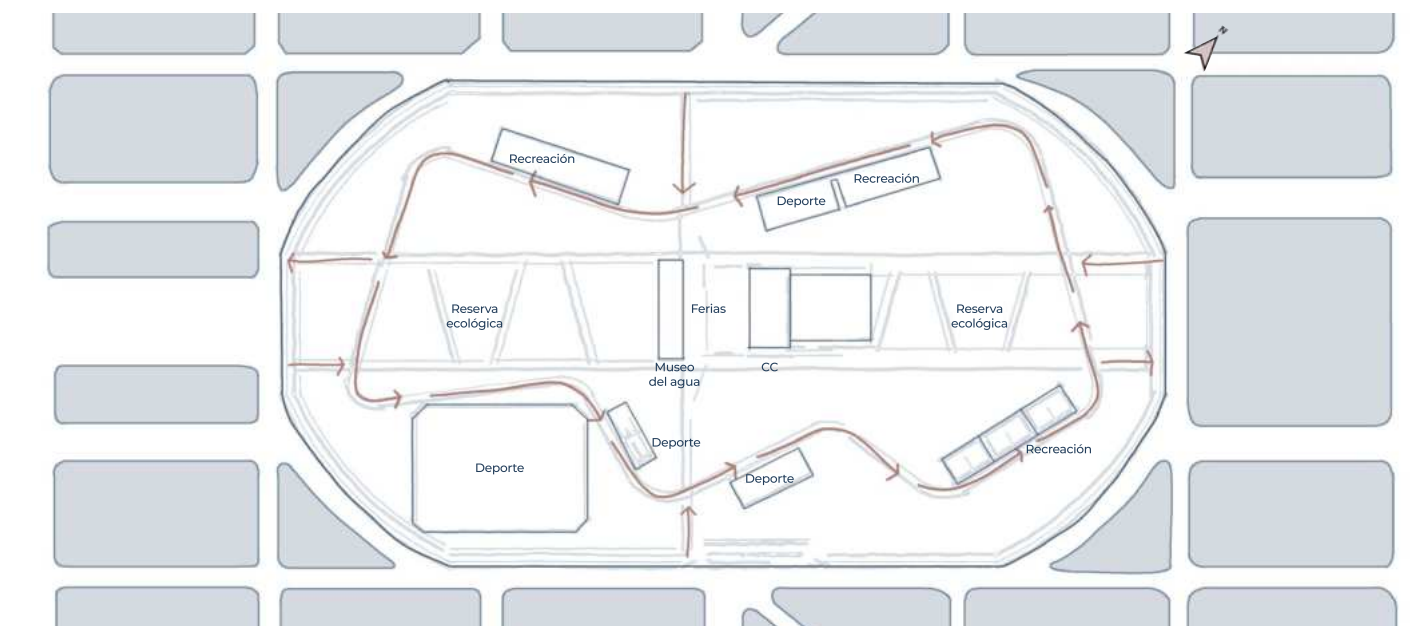 N
Recreación
Recreación
Deporte
Reserva
ecológica
Ferias
Reserva
ecológica
Museo
del agua
CC
Deporte
Deporte
Recreación
Deporte